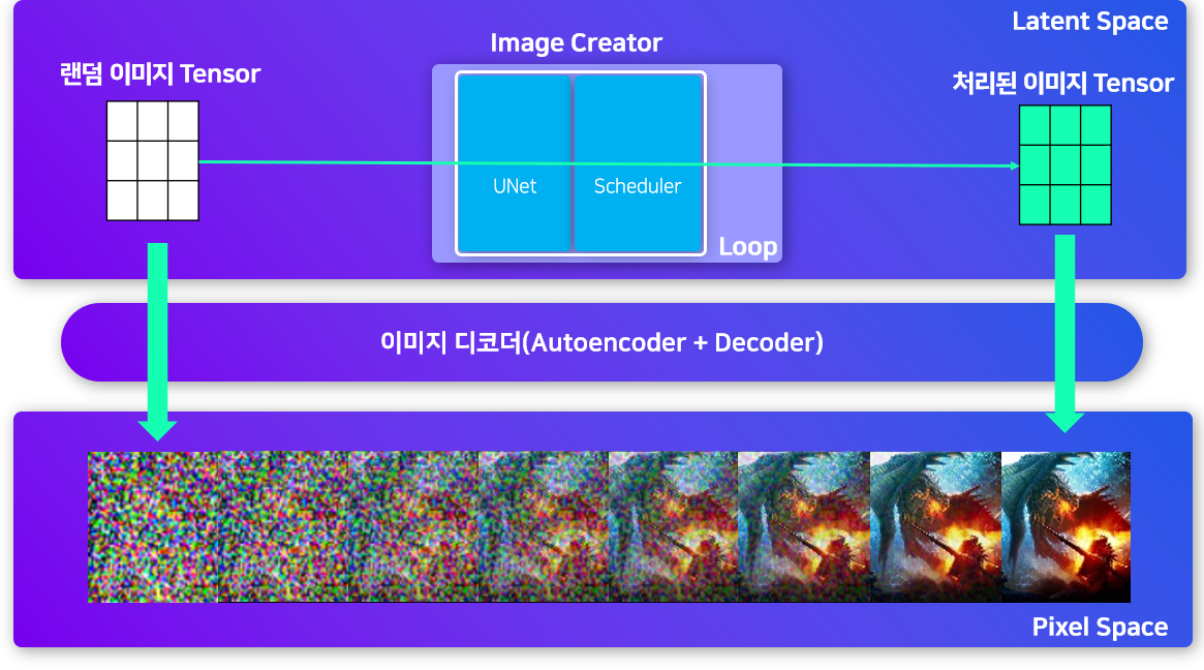 Latent Space
Image Creator
랜덤 이미지 Tensor
처리된 이미지 Tensor
UNet
Scheduler
Loop
이미지 디코더(Autoencoder + Decoder)
Pixel Space